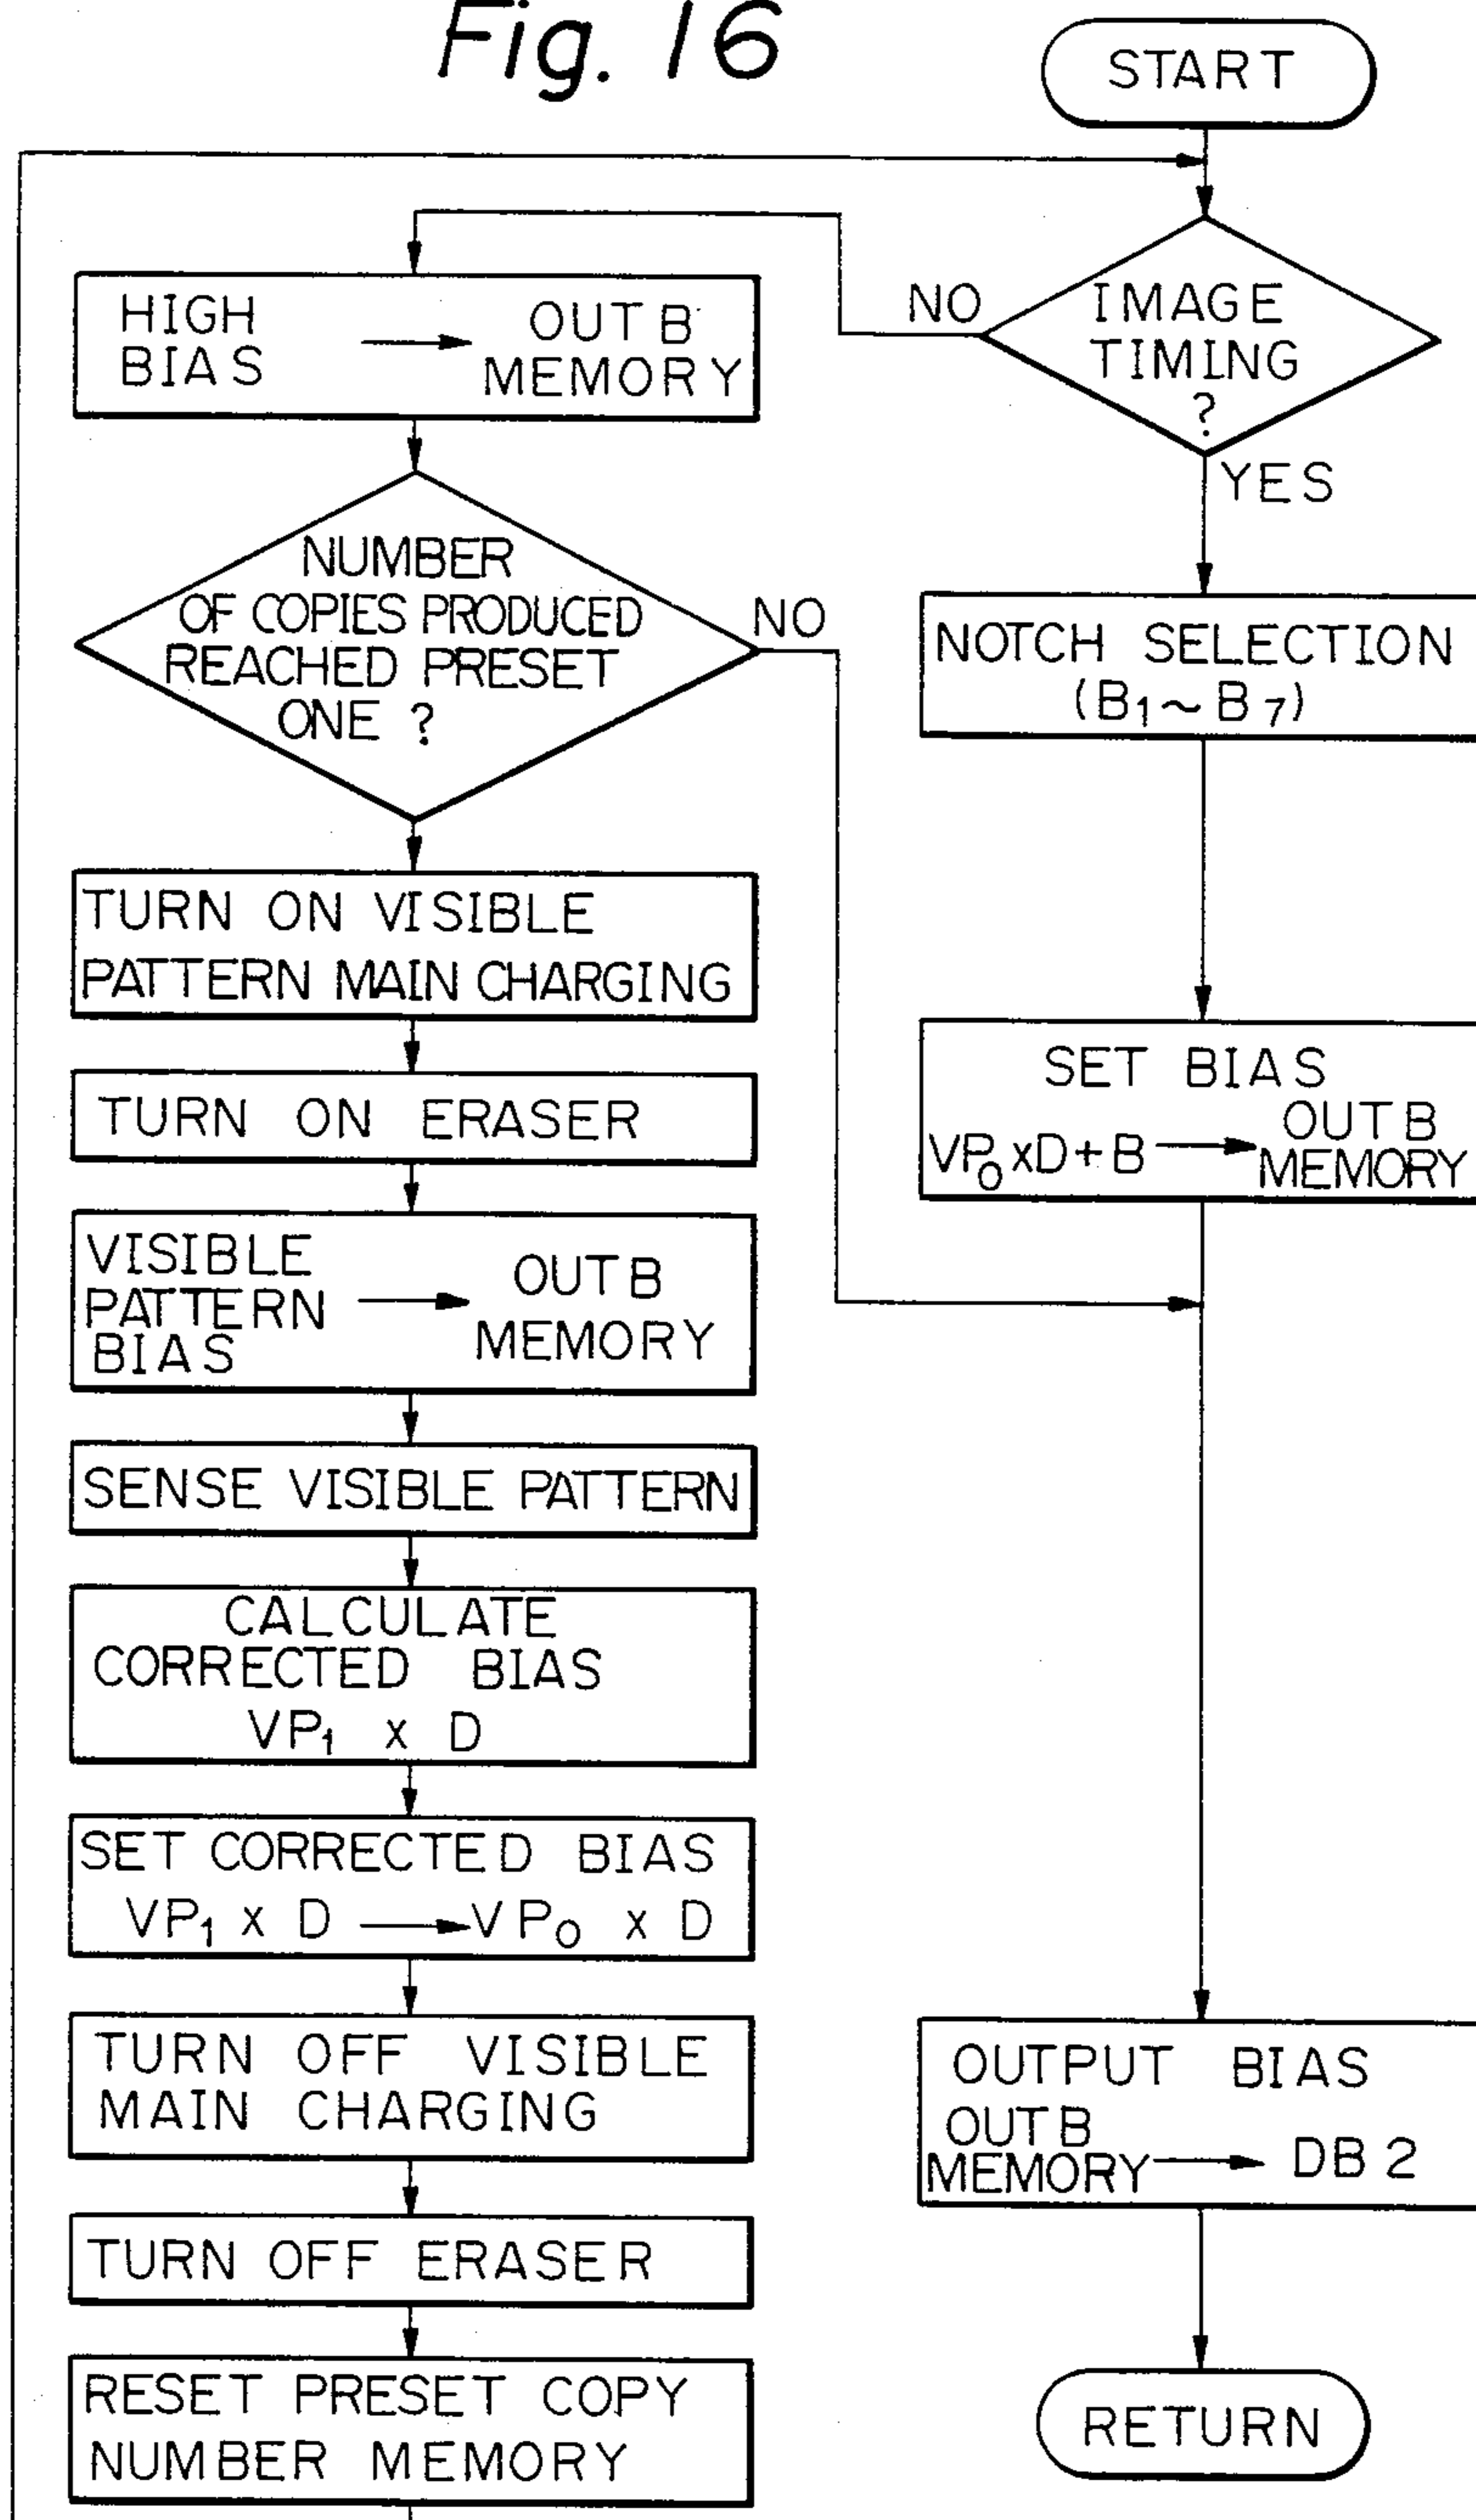 Fig. 16
START
IMAGE
TIMING
?
NO
YES
HIGH
BIAS
OUT B
MEMORY
NUMBER
OF COPIES PRODUCED
REACHED PRESET
ONE ?
NO
NOTCH SELECTION
(B₁~B₇)
TURN ON VISIBLE
PATTERN MAIN CHARGING
TURN ON ERASER
SET BIAS
VP₀xD+B → OUT B
MEMORY
VISIBLE
PATTERN
BIAS
→ OUT B
MEMORY
SENSE VISIBLE PATTERN
CALCULATE
CORRECTED BIAS
VP₁ x D
SET CORRECTED BIAS
VP₁ x D → VP₀ x D
TURN OFF VISIBLE
MAIN CHARGING
TURN OFF ERASER
RESET PRESET COPY
NUMBER MEMORY
OUTPUT BIAS
OUT B
MEMORY → DB 2
RETURN